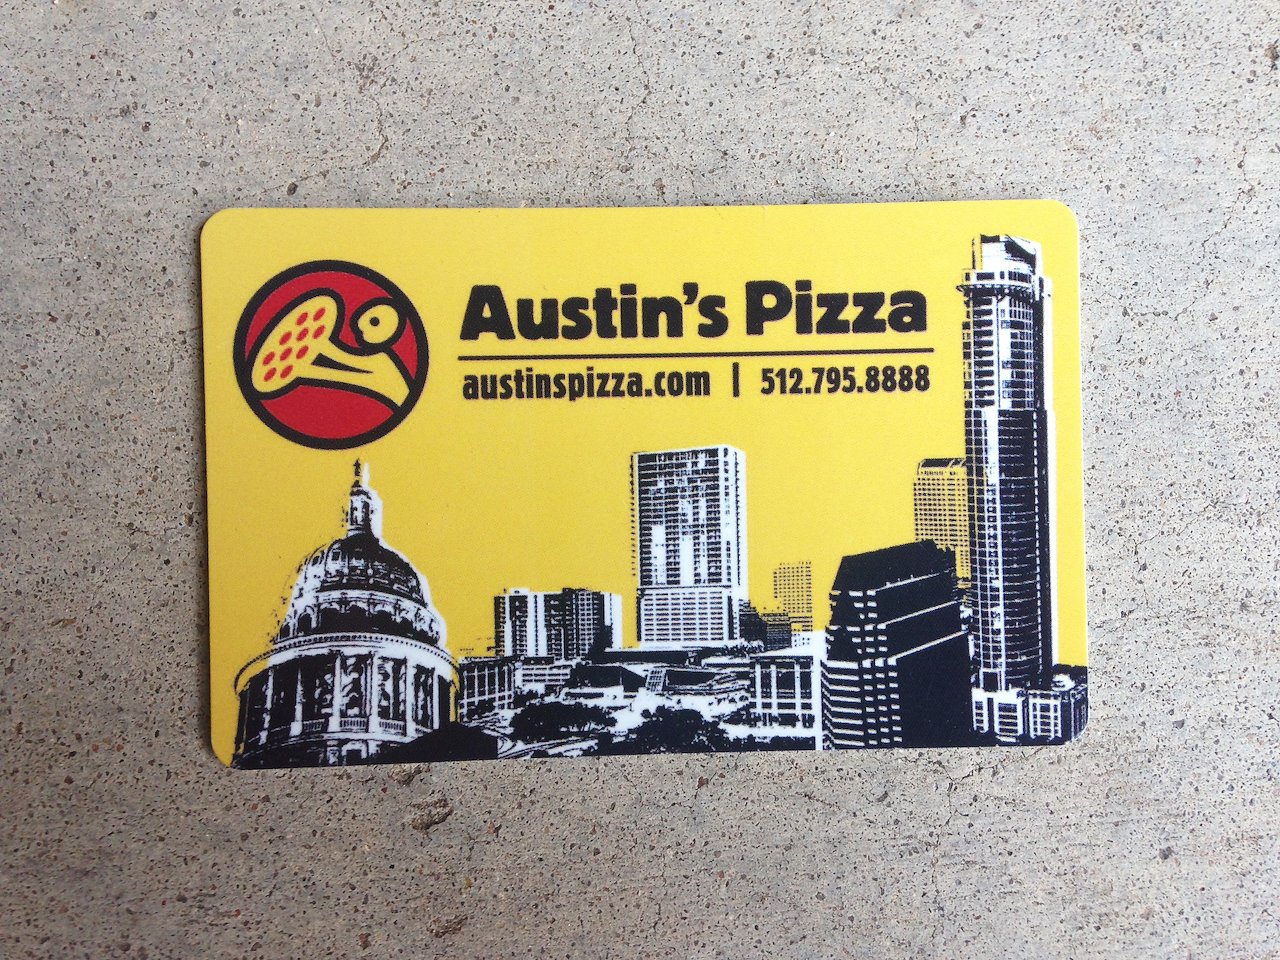 Austin's Pizza
austinspizza.com | 512.795.8888